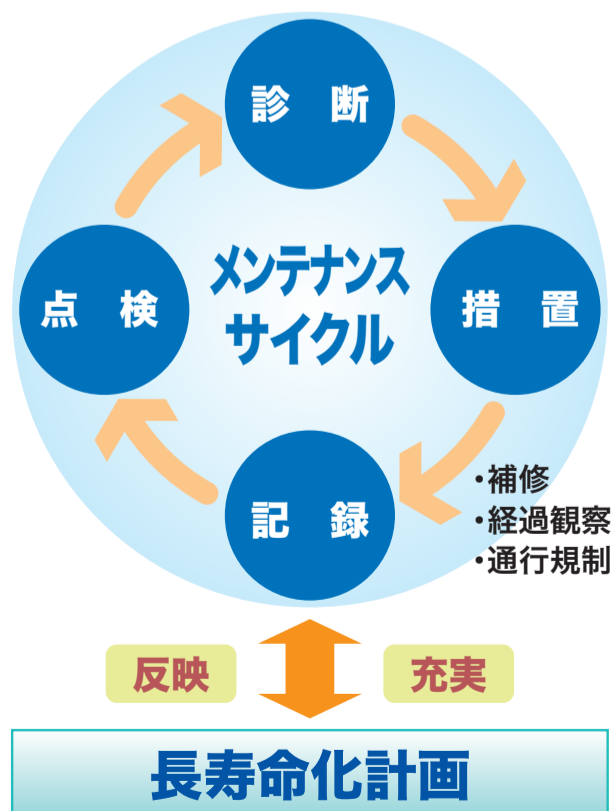 診 断
点 検
メンテナンス
サイクル
措 置
記 録
・補修
・経過観察
・通行規制
反映
充実
長寿命化計画